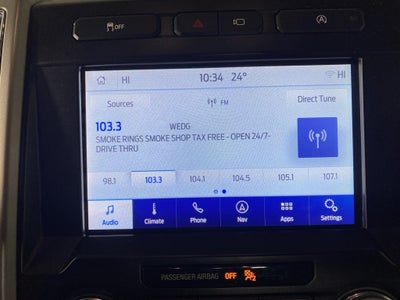 OFF
A
HI 10:34 24° HI
Sources FM Direct Tune
103.3 WEDG
SMOKE RINGS SMOKE SHOP TAX FREE - OPEN 24/7-
DRIVE THRU
98.1 103.3 104.1 104.5 105.1 107.1
Audio Climate Phone Nav Apps Settings
PASSENGER AIRBAG OFF 2